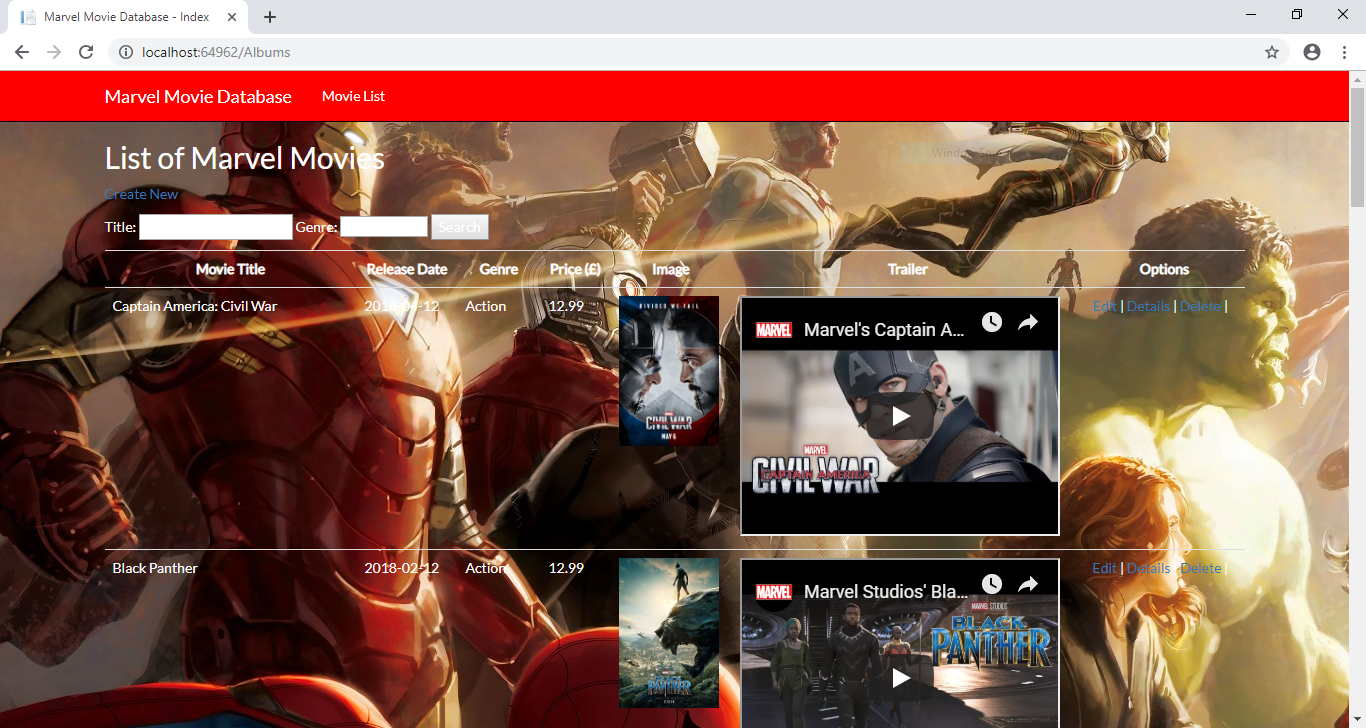 Marvel Movie Database - Index
localhost:64962/Albums
Marvel Movie Database Movie List
List of Marvel Movies
Create New
Title: Genre: Search
Movie Title Release Date Genre Price (£) Image Trailer Options
Captain America: Civil War 2016-04-12 Action 12.99 Edit | Details | Delete |
DIVIDED WE FALL
MARVEL
CIVIL WAR
MAY 6
MARVEL Marvel's Captain A...
MARVEL
CIVIL WAR
CAPTAIN AMERICA
Black Panther 2018-02-12 Action 12.99 Edit | Details | Delete |
BLACK PANTHER
MARVEL Marvel Studios' Bla...
MARVEL STUDIOS
BLACK
PANTHER